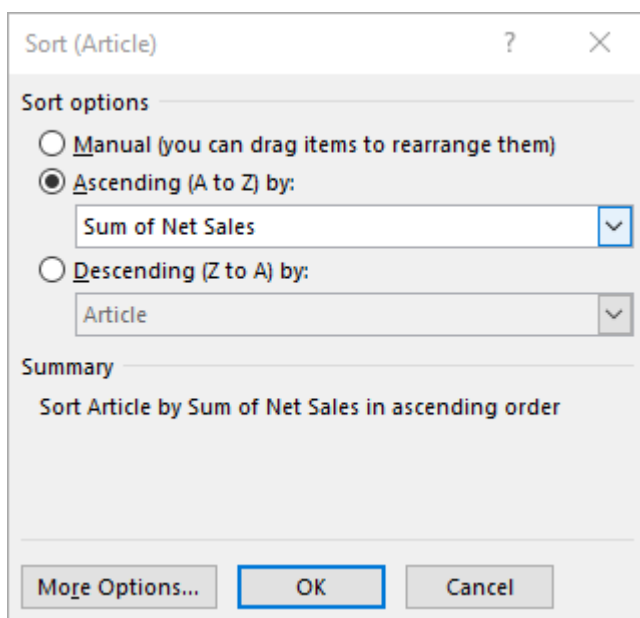 Sort (Article) ?
Sort options
Manual (you can drag items to rearrange them)
Ascending (A to Z) by:
Sum of Net Sales
Descending (Z to A) by:
Article
Summary
Sort Article by Sum of Net Sales in ascending order
More Options... OK Cancel